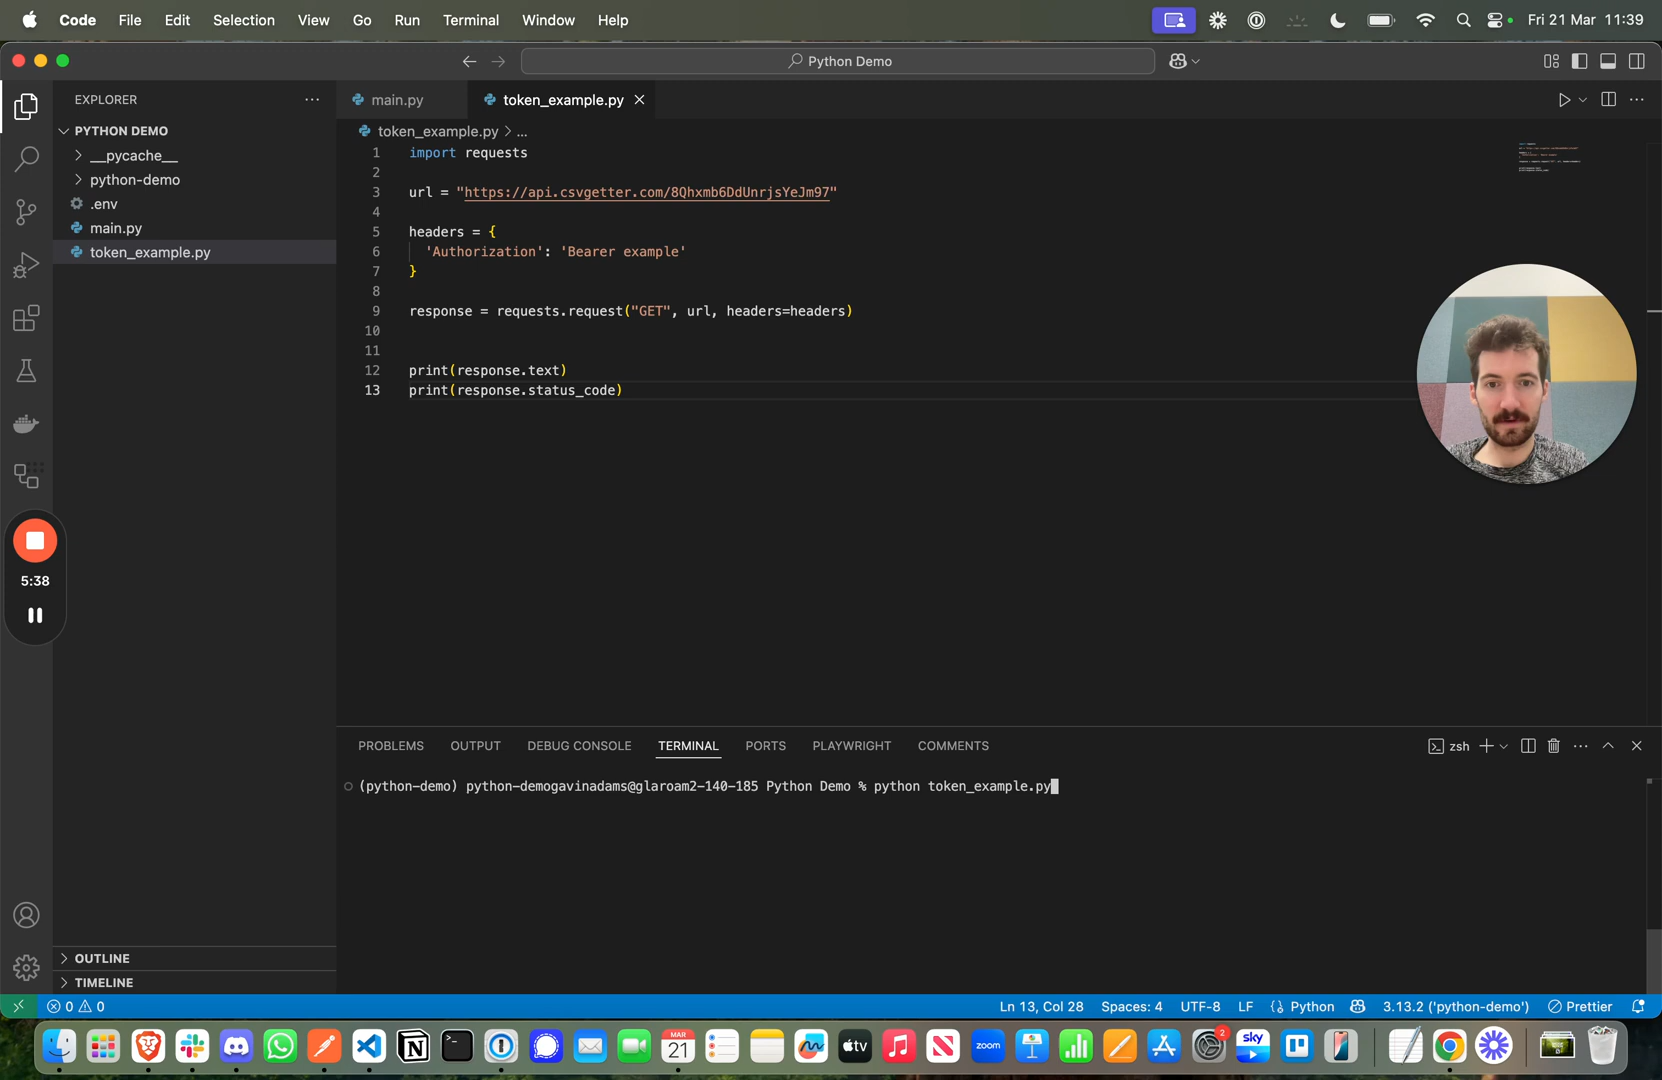 Code File Edit Selection View Go Run Terminal Window Help
Fri 21 Mar 11:39
Python Demo
EXPLORER
PYTHON DEMO
__pycache__
python-demo
.env
main.py
token_example.py
main.py
token_example.py
token_example.py > ...
1 import requests
2
3 url = "https://api.csvgetter.com/8Qhxmb6DdUnrjsYeJm97"
4
5 headers = {
6 'Authorization': 'Bearer example'
7 }
8
9 response = requests.request("GET", url, headers=headers)
10
11
12 print(response.text)
13 print(response.status_code)
5:38
PROBLEMS OUTPUT DEBUG CONSOLE TERMINAL PORTS PLAYWRIGHT COMMENTS
zsh
(python-demo) python-demogavinadams@glaroam2-140-185 Python Demo % python token_example.py
OUTLINE
TIMELINE
0 0
Ln 13, Col 28 Spaces: 4 UTF-8 LF {} Python 3.13.2 ('python-demo') Prettier
MAR
21
tv
zoom
2
sky